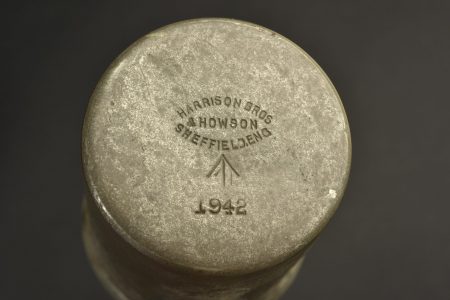 HARRISON BROS
& HOWSON
SHEFFIELD.ENG
1942